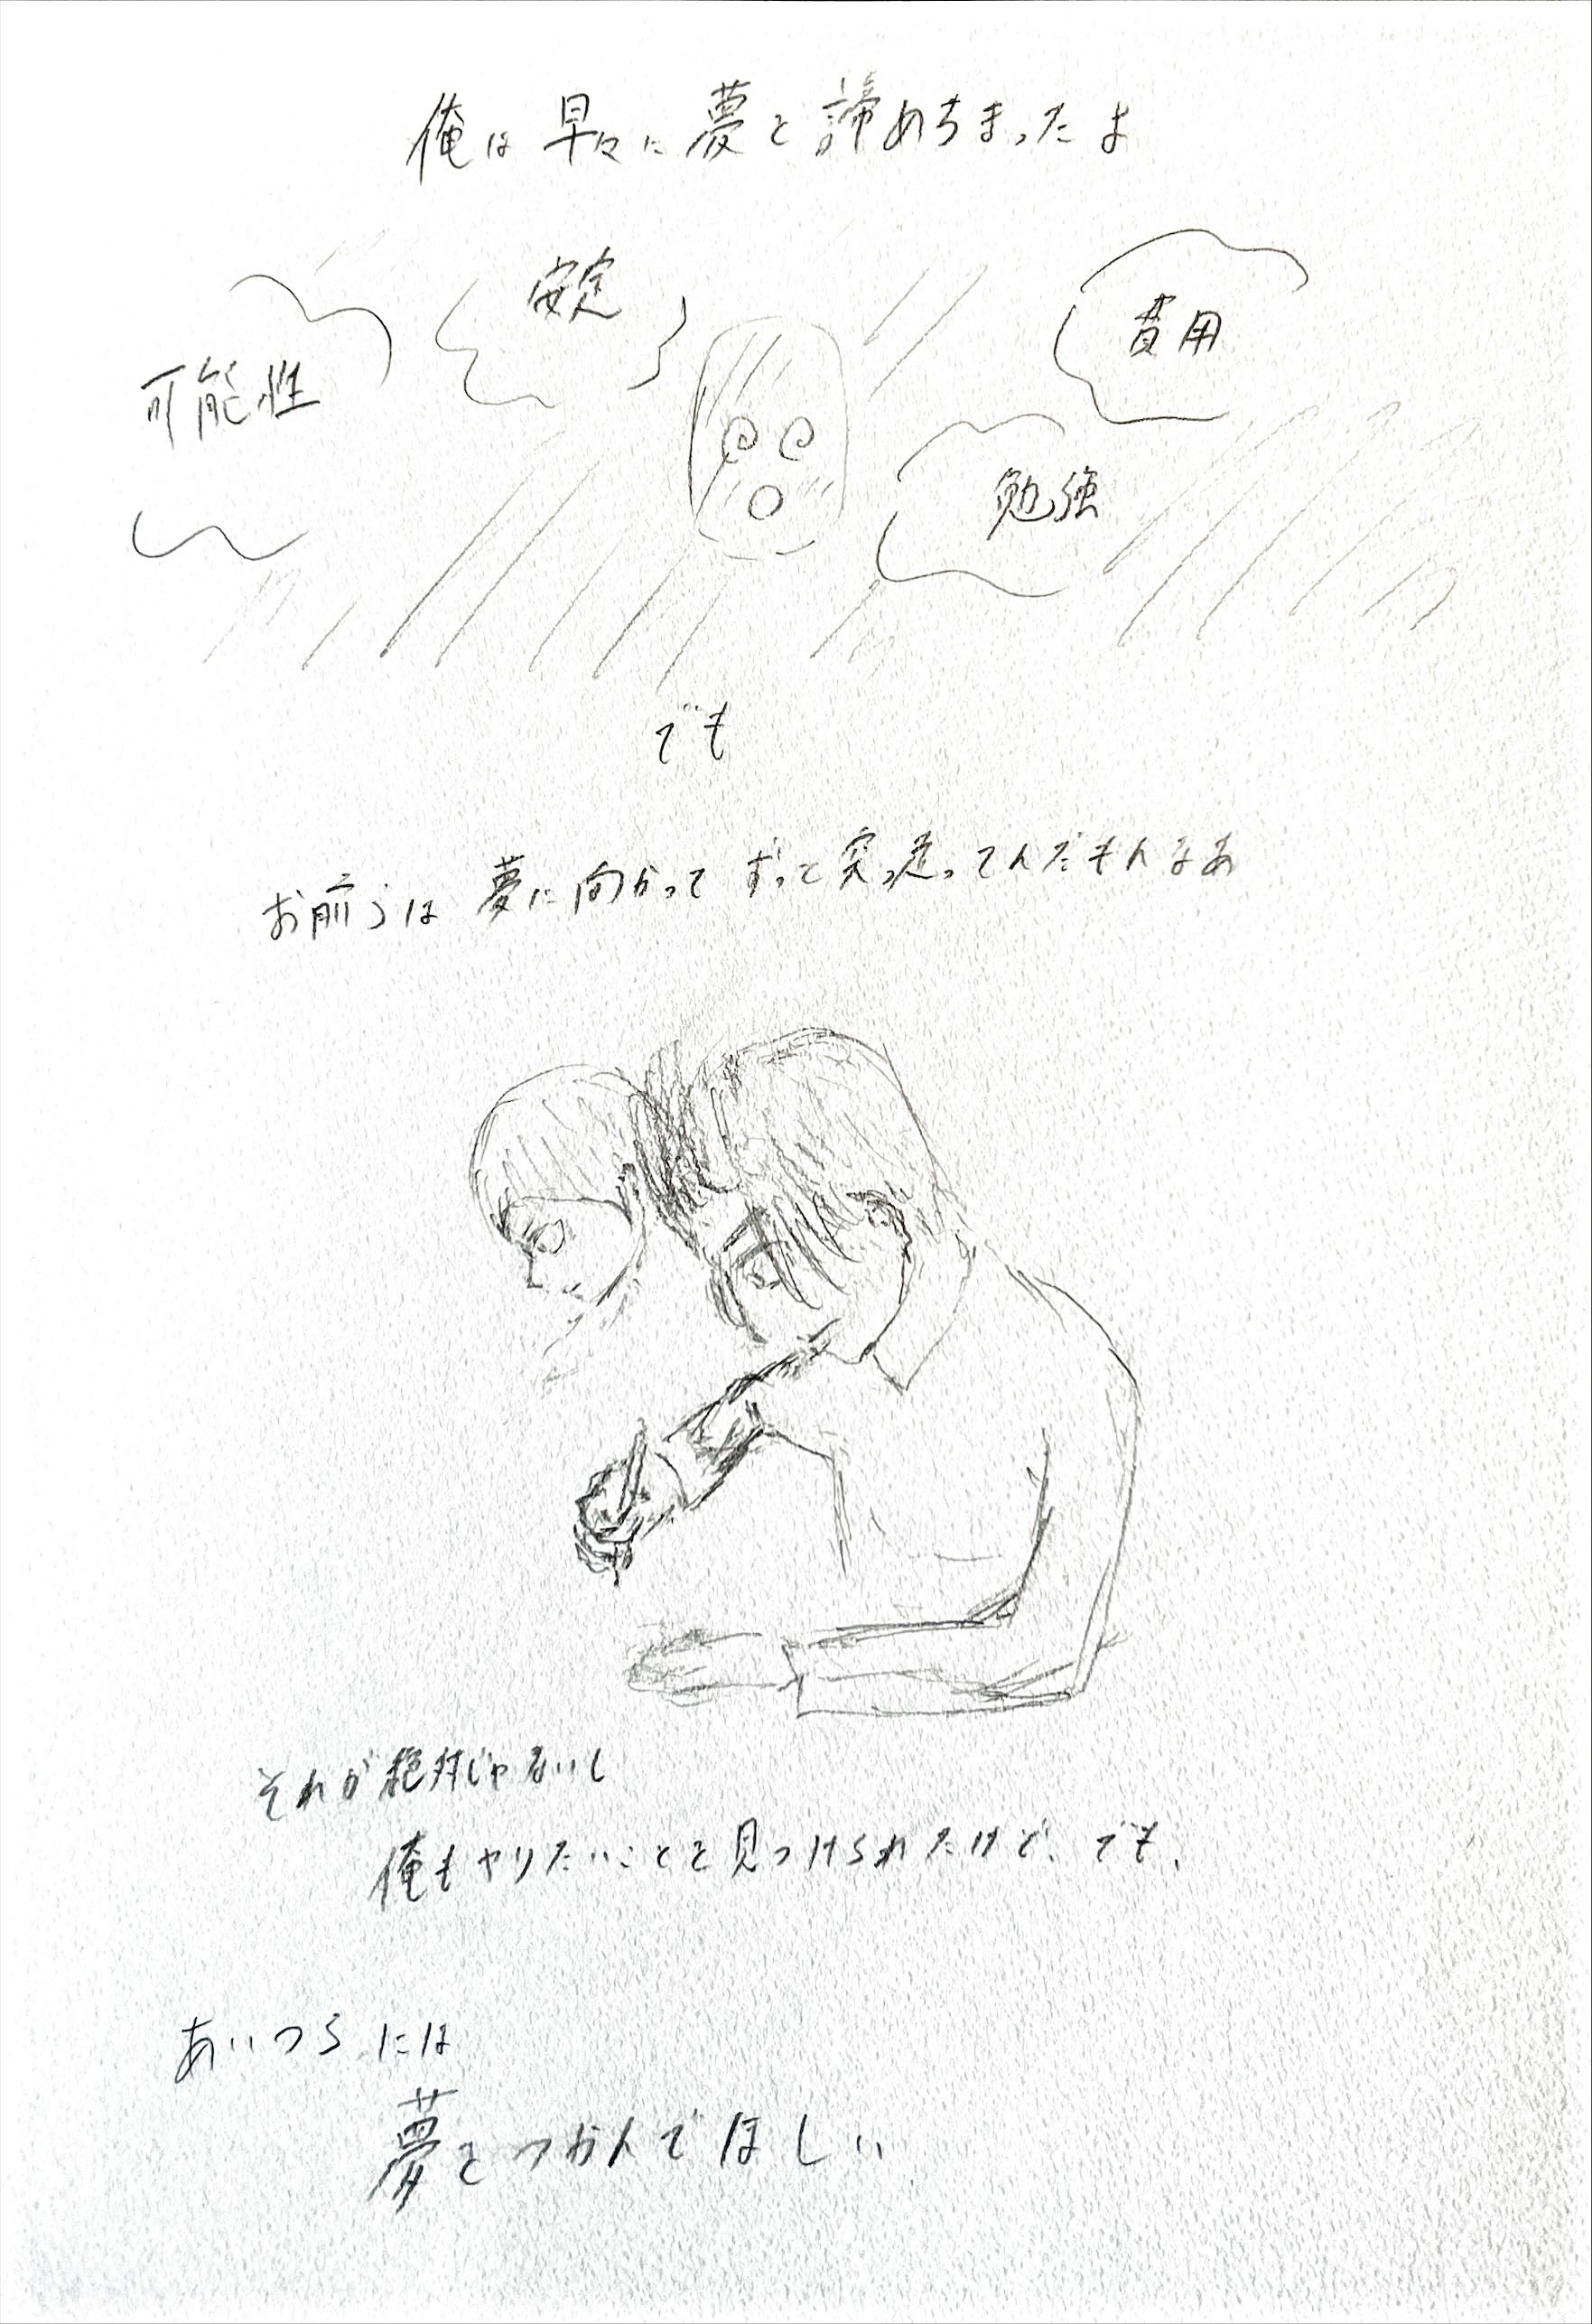 俺は早々に夢を諦めちまったよ
安定
費用
可能性
勉強
でも
お前らは夢に向かってずっと突っ走ってんだもんなあ
それが絶対じゃないし
俺もやりたいことを見つけられたけど、でも、
あいつらには
夢をつかんでほしい